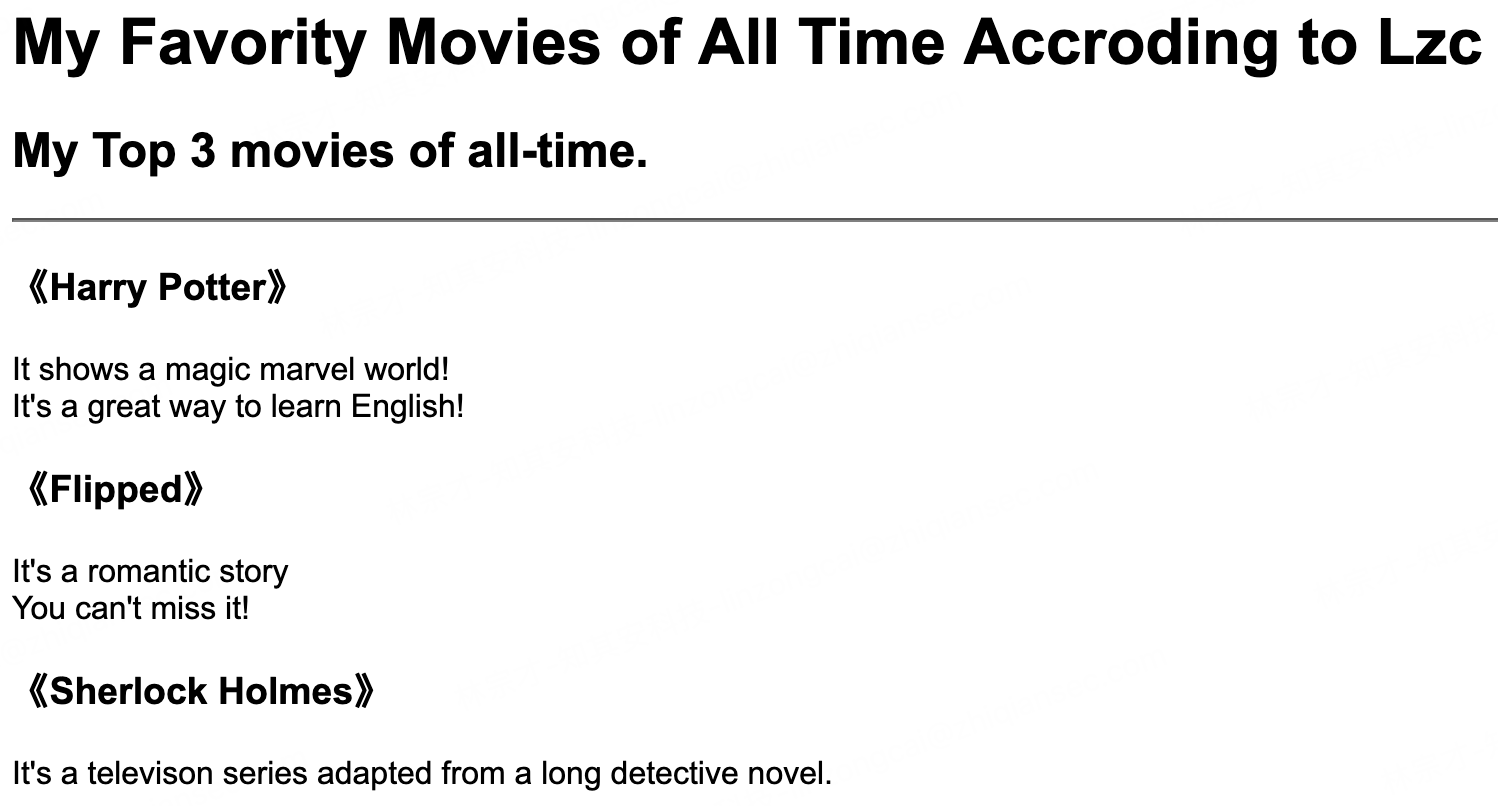 My Favority Movies of All Time Accroding to Lzc
My Top 3 movies of all-time.
《Harry Potter》
It shows a magic marvel world!
It's a great way to learn English!
《Flipped》
It's a romantic story
You can't miss it!
《Sherlock Holmes》
It's a televison series adapted from a long detective novel.